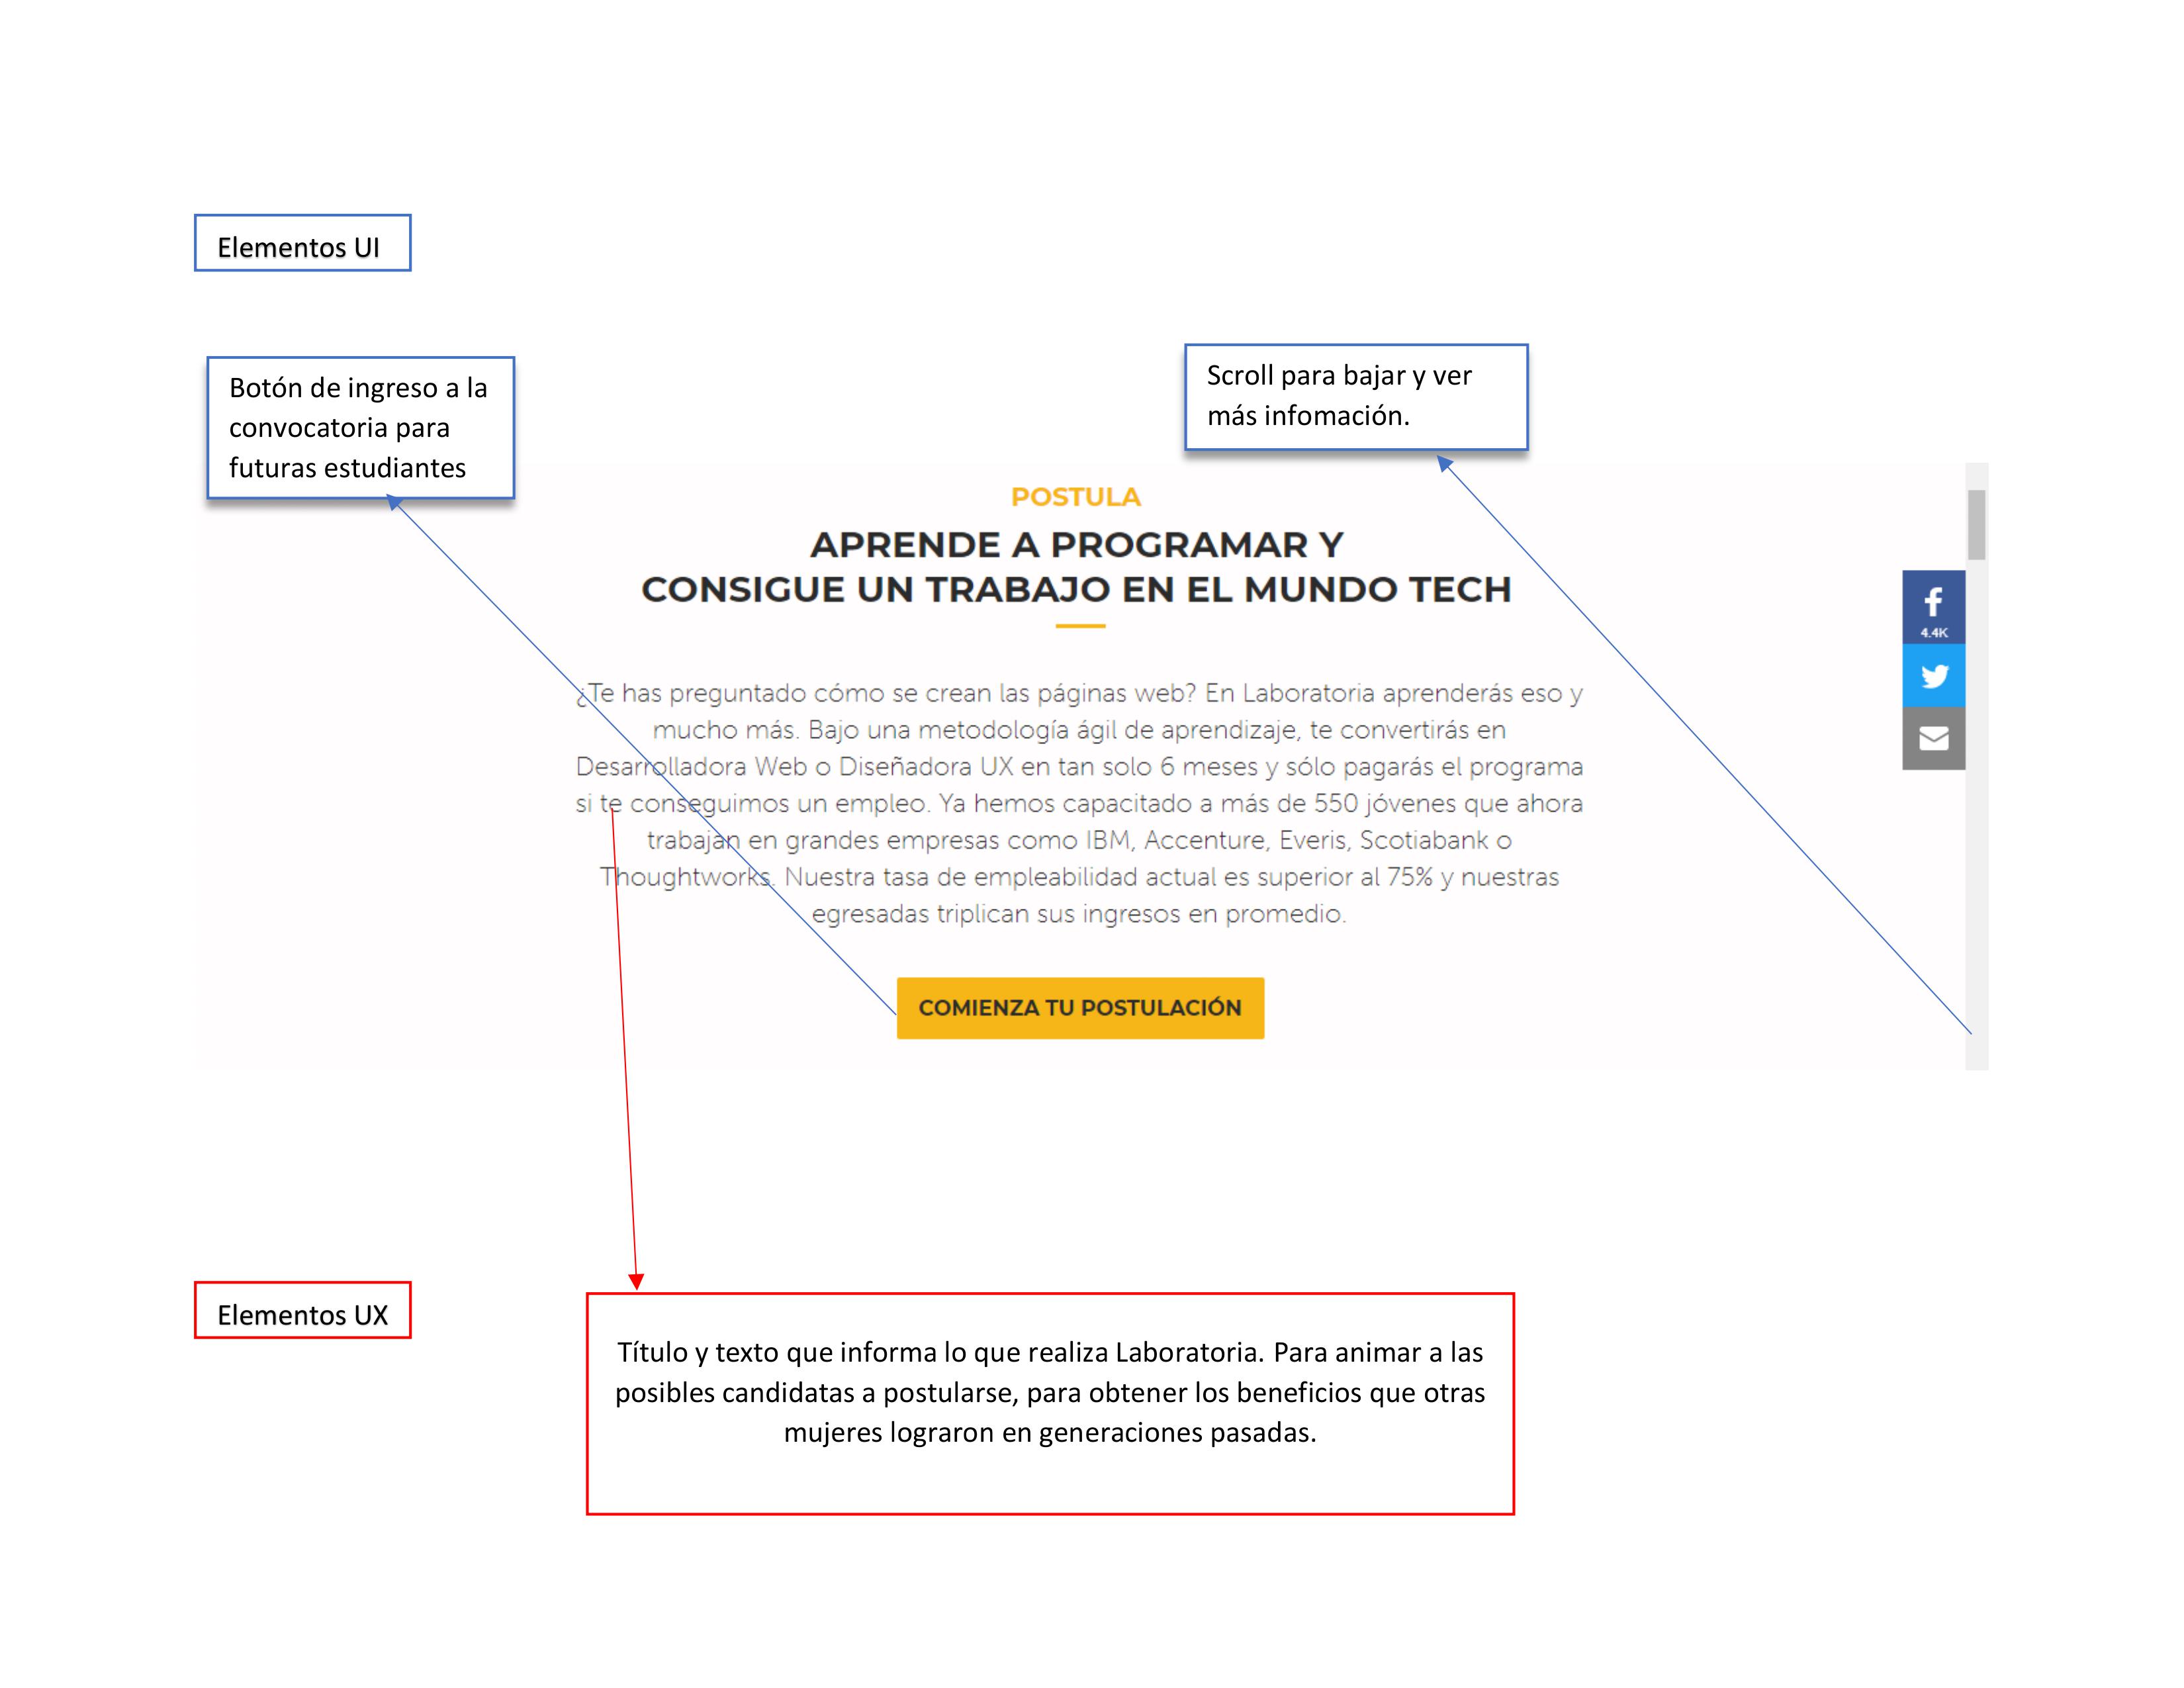 Elementos UI
Botón de ingreso a la
convocatoria para
futuras estudiantes
Scroll para bajar y ver
más infomación.
POSTULA
APRENDE A PROGRAMAR Y
CONSIGUE UN TRABAJO EN EL MUNDO TECH
4.4K
¿Te has preguntado cómo se crean las páginas web? En Laboratoria aprenderás eso y
mucho más. Bajo una metodología ágil de aprendizaje, te convertirás en
Desarrolladora Web o Diseñadora UX en tan solo 6 meses y sólo pagarás el programa
si te conseguimos un empleo. Ya hemos capacitado a más de 550 jóvenes que ahora
trabajan en grandes empresas como IBM, Accenture, Everis, Scotiabank o
Thoughtworks. Nuestra tasa de empleabilidad actual es superior al 75% y nuestras
egresadas triplican sus ingresos en promedio.
COMIENZA TU POSTULACIÓN
Elementos UX
Título y texto que informa lo que realiza Laboratoria. Para animar a las
posibles candidatas a postularse, para obtener los beneficios que otras
mujeres lograron en generaciones pasadas.